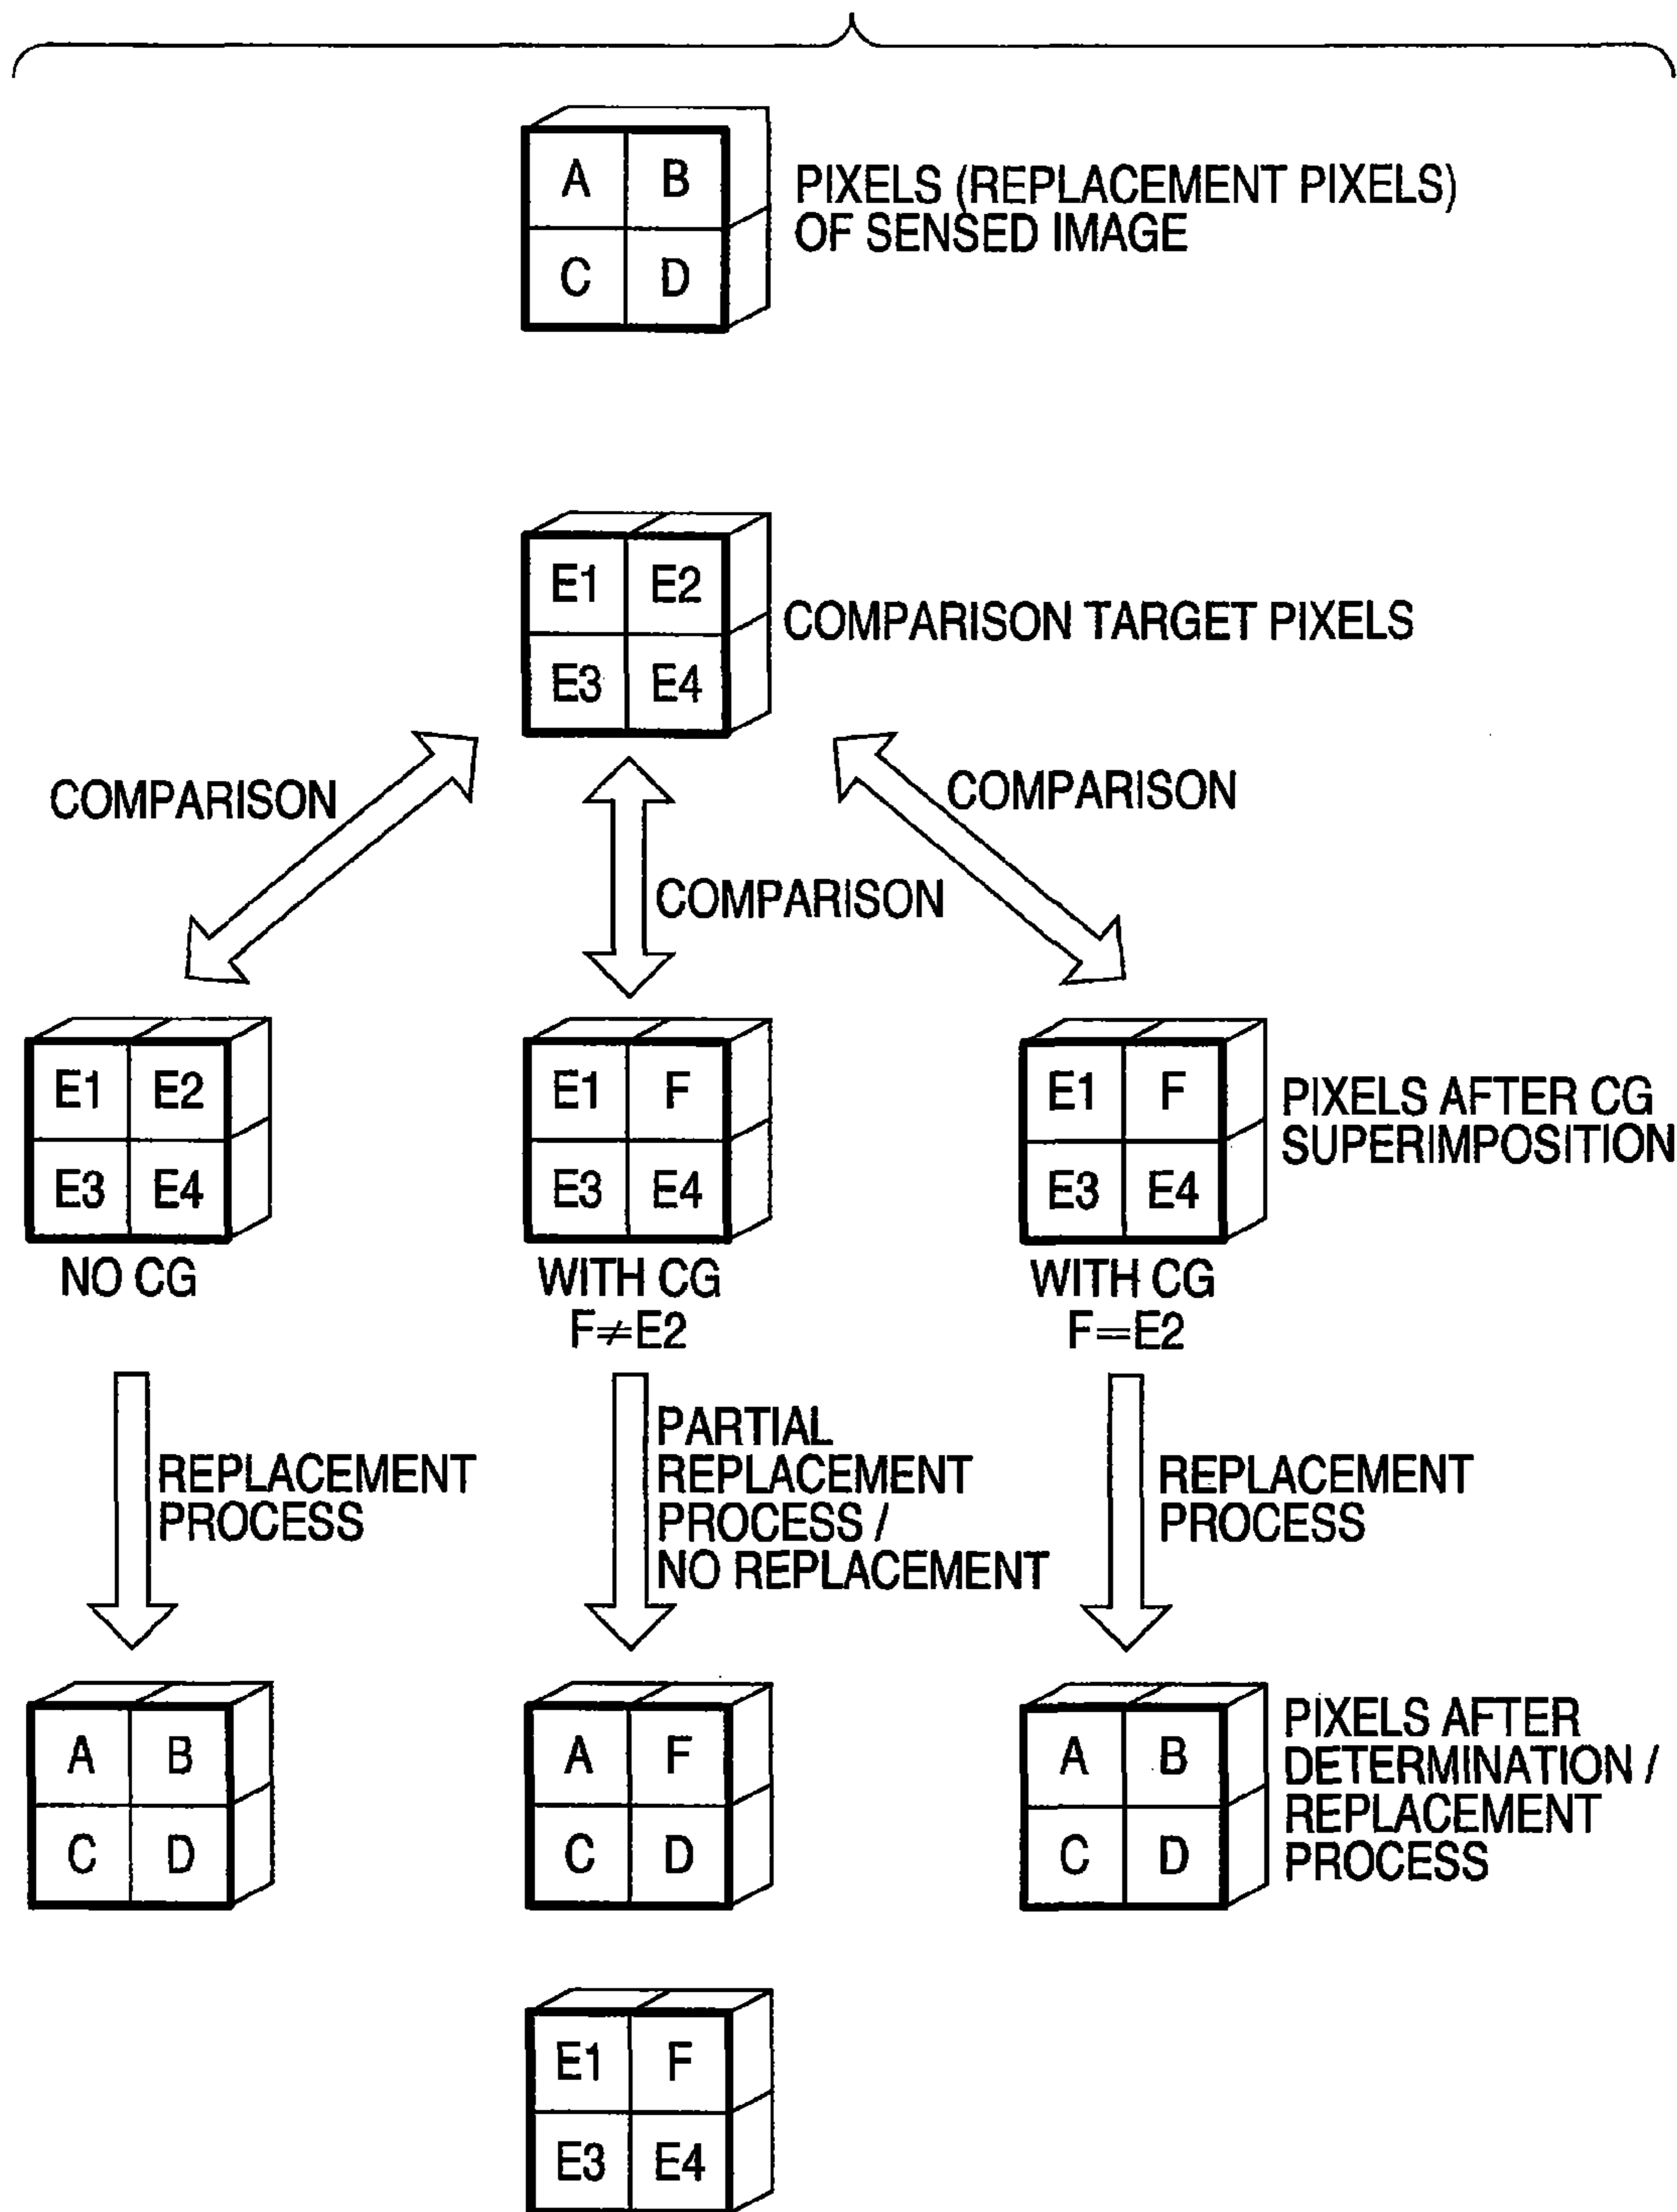 A B
C D
PIXELS (REPLACEMENT PIXELS)
OF SENSED IMAGE
E1 E2
E3 E4
COMPARISON TARGET PIXELS
COMPARISON
COMPARISON
COMPARISON
E1 E2
E3 E4
NO CG
E1 F
E3 E4
WITH CG
F≠E2
E1 F
E3 E4
WITH CG
F=E2
PIXELS AFTER CG
SUPERIMPOSITION
REPLACEMENT
PROCESS
PARTIAL
REPLACEMENT
PROCESS /
NO REPLACEMENT
REPLACEMENT
PROCESS
A B
C D
A F
C D
A B
C D
PIXELS AFTER
DETERMINATION /
REPLACEMENT
PROCESS
E1 F
E3 E4